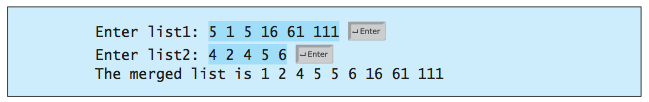 Enter list1: 5 1 5 16 61 111 ↵Enter
Enter list2: 4 2 4 5 6 ↵Enter
The merged list is 1 2 4 5 5 6 16 61 111